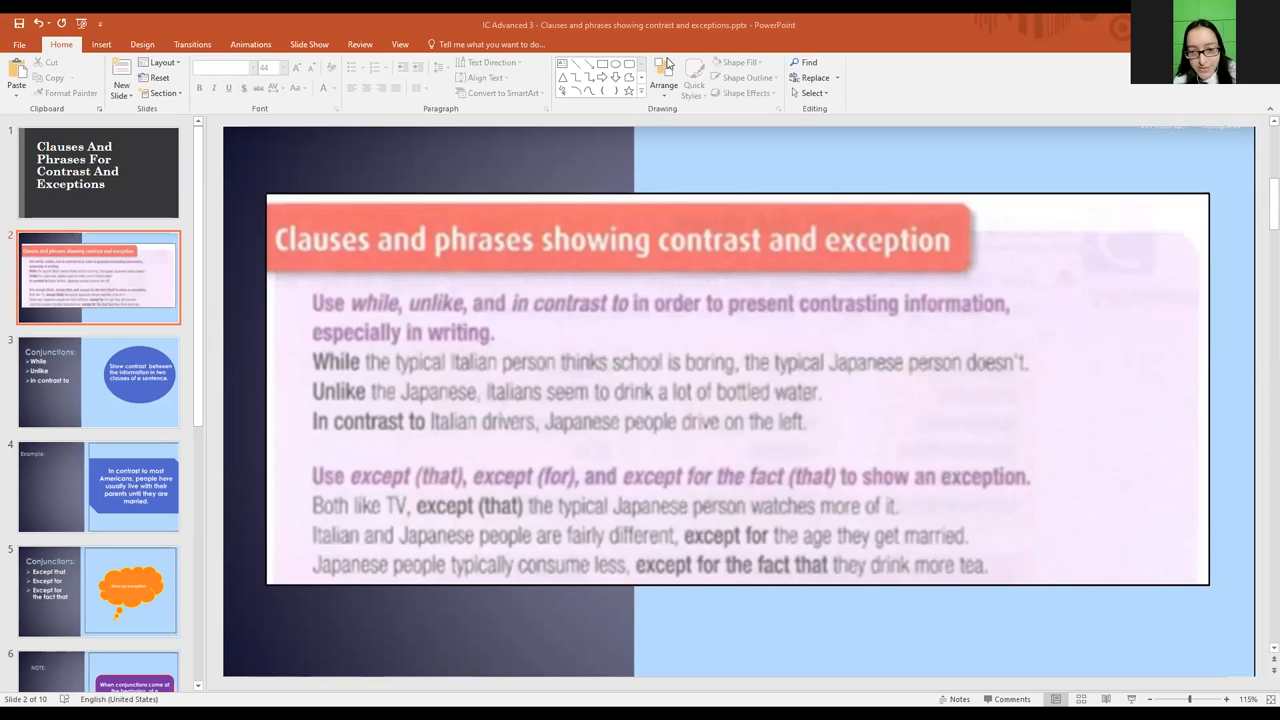 IC Advanced 3 - Clauses and phrases showing contrast and exceptions.pptx - PowerPoint
File Home Insert Design Transitions Animations Slide Show Review View Tell me what you want to do...
Paste
Cut
Copy
Format Painter
Clipboard
New Slide
Layout
Reset
Section
Slides
44
B I U S abc AV Aa A
Font
Text Direction
Align Text
Convert to SmartArt
Paragraph
Arrange
Quick Styles
Shape Fill
Shape Outline
Shape Effects
Drawing
Find
Replace
Select
Editing
1
Clauses And
Phrases For
Contrast And
Exceptions
2
3
Conjunctions:
While
Unlike
In contrast to
Show contrast between
the information in two
clauses of a sentence.
4
Example:
In contrast to most
Americans, people here
usually live with their
parents until they are
married.
5
Conjunctions:
Except that
Except for
Except for
the fact that
6
NOTE:
When conjunctions come at
the beginning of a
Clauses and phrases showing contrast exception
Use while, unlike, and in contrast to in order to present contrasting information,
especially in writing.
While the typical Italian person thinks school is boring, the typical Japanese person doesn't.
Unlike the Japanese, Italians seem to drink a lot of bottled water.
In contrast to Italian drivers, Japanese people drive on the left.
Use except (that), except for, and except for the fact (that) to show an exception.
Both like TV, except (that) the typical Japanese person watches more of it.
Italian and Japanese people are fairly different, except for the age they get married.
Japanese people typically consume less, except for the fact that they drink more tea.
Slide 2 of 10 English (United States) Notes Comments 115%